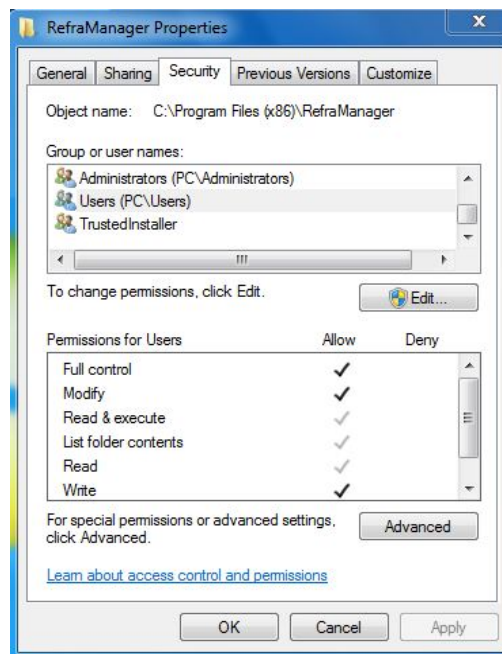 RefraManager Properties
General Sharing Security Previous Versions Customize
Object name: C:\Program Files (x86)\RefraManager
Group or user names:
Administrators (PC\Administrators)
Users (PC\Users)
TrustedInstaller
To change permissions, click Edit.
Edit...
Permissions for Users Allow Deny
Full control
Modify
Read & execute
List folder contents
Read
Write
For special permissions or advanced settings,
click Advanced.
Advanced
Learn about access control and permissions
OK Cancel Apply